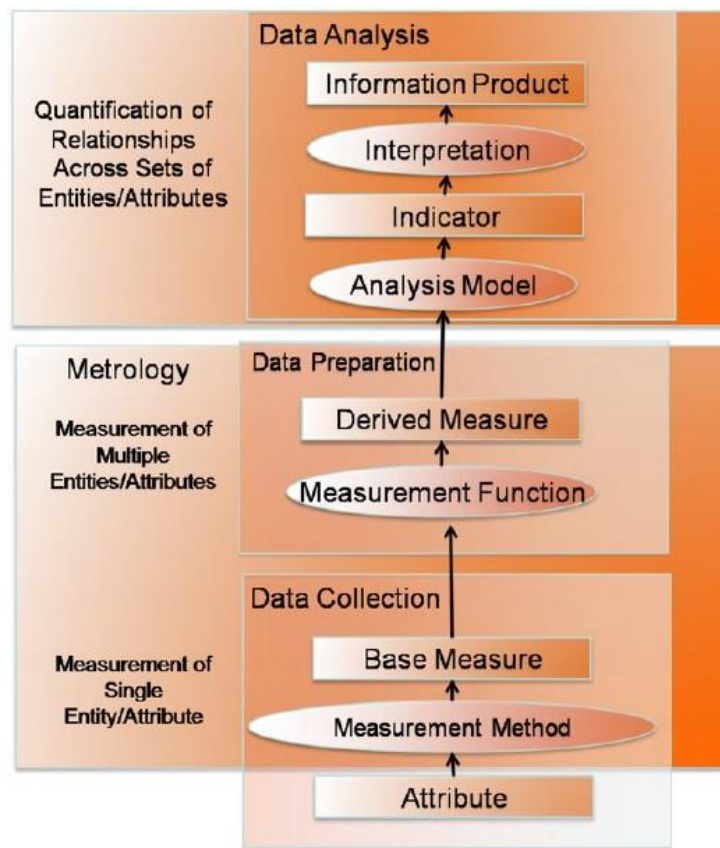 Data Analysis
Information Product
Quantification of
Relationships
Across Sets of
Entities/Attributes
Interpretation
Indicator
Analysis Model
Metrology
Data Preparation
Measurement of
Multiple
Entities/Attributes
Derived Measure
Measurement Function
Data Collection
Measurement of
Single
Entity/Attribute
Base Measure
Measurement Method
Attribute